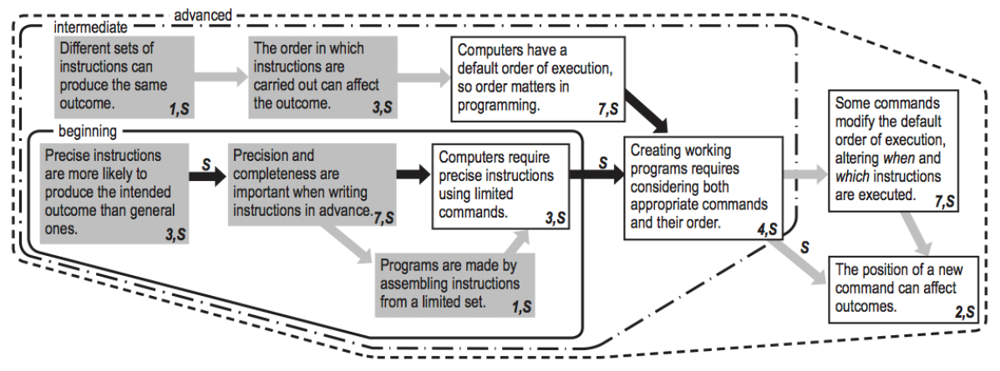 advanced
intermediate
Different sets of
instructions can
produce the same
outcome.
1,S
The order in which
instructions are
carried out can affect
the outcome.
3,S
Computers have a
default order of execution,
so order matters in
programming.
7,S
beginning
Precise instructions
are more likely to
produce the intended
outcome than general
ones.
3,S
S
Precision and
completeness are
important when writing
instructions in advance.
7,S
Computers require
precise instructions
using limited
commands.
3,S
Programs are made by
assembling instructions
from a limited set.
1,S
S
Creating working
programs requires
considering both
appropriate commands
and their order.
4,S
Some commands
modify the default
order of execution,
altering when and
which instructions
are executed.
7,S
S
The position of a new
command can affect
outcomes.
2,S